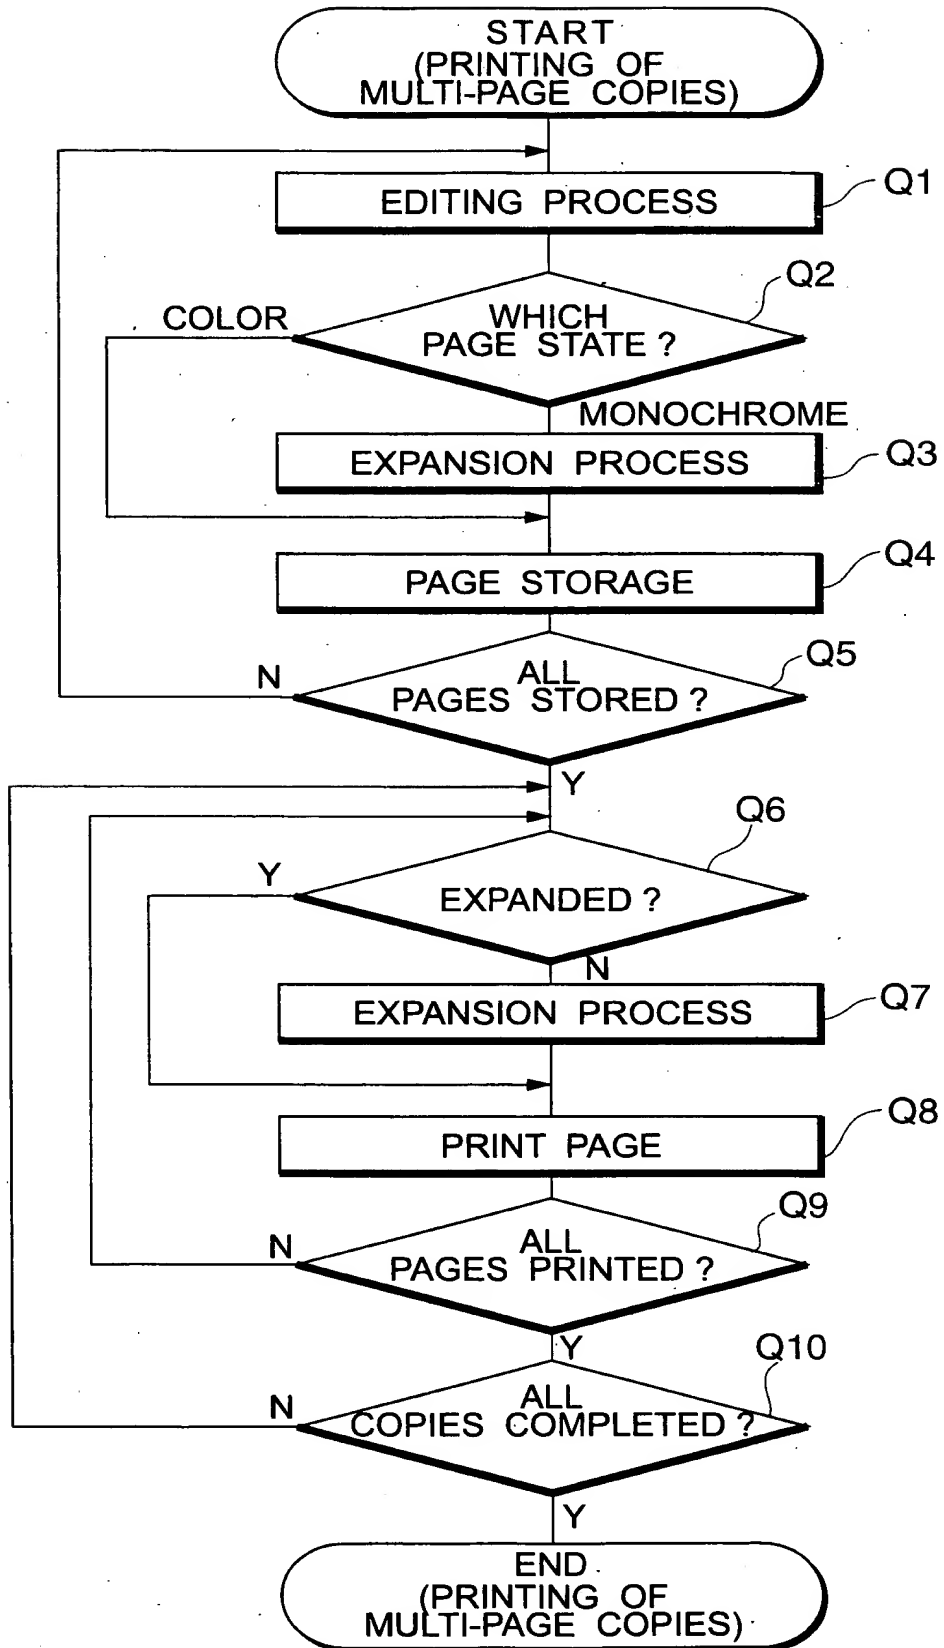 START
(PRINTING OF
MULTI-PAGE COPIES)
EDITING PROCESS
Q1
Q2
COLOR
WHICH
PAGE STATE ?
MONOCHROME
EXPANSION PROCESS
Q3
PAGE STORAGE
Q4
Q5
N
ALL
PAGES STORED ?
Y
Q6
Y
EXPANDED ?
N
EXPANSION PROCESS
Q7
PRINT PAGE
Q8
Q9
N
ALL
PAGES PRINTED ?
Y
Q10
N
ALL
COPIES COMPLETED ?
Y
END
(PRINTING OF
MULTI-PAGE COPIES)